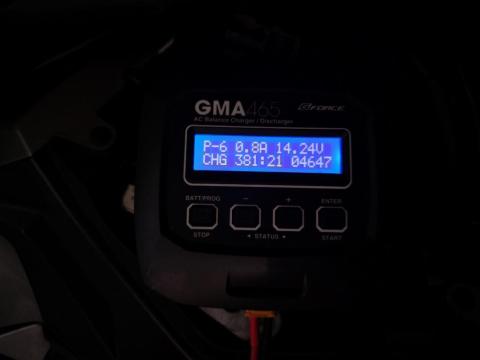 GMA465 G-FORCE
AC Balance Charger / Discharger
P-6 0.8A 14.24V
CHG 381:21 04647
BATT/PROG - + ENTER
STOP ◄ STATUS ► START